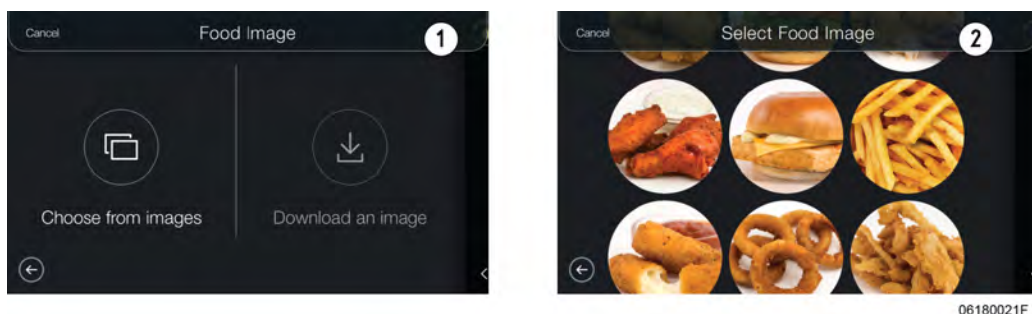 Cancel Food Image 1
Choose from images Download an image
Cancel Select Food Image 2
06180021F